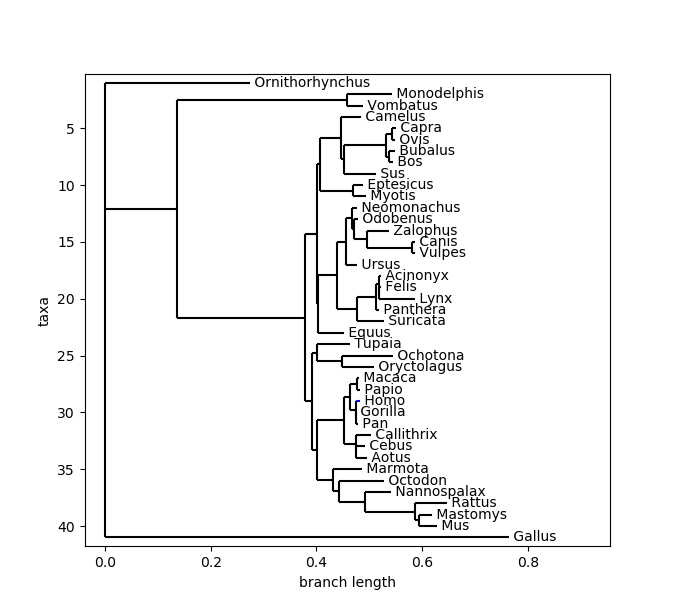 Ornithorhynchus
Monodelphis
Vombatus
Camelus
Capra
Ovis
Bubalus
Bos
Sus
Eptesicus
Myotis
Neomonachus
Odobenus
Zalophus
Canis
Vulpes
Ursus
Acinonyx
Felis
Lynx
Panthera
Suricata
Equus
Tupaia
Ochotona
Oryctolagus
Macaca
Papio
Homo
Gorilla
Pan
Callithrix
Cebus
Aotus
Marmota
Octodon
Nannospalax
Rattus
Mastomys
Mus
Gallus
5
10
15
20
25
30
35
40
taxa
0.0 0.2 0.4 0.6 0.8
branch length